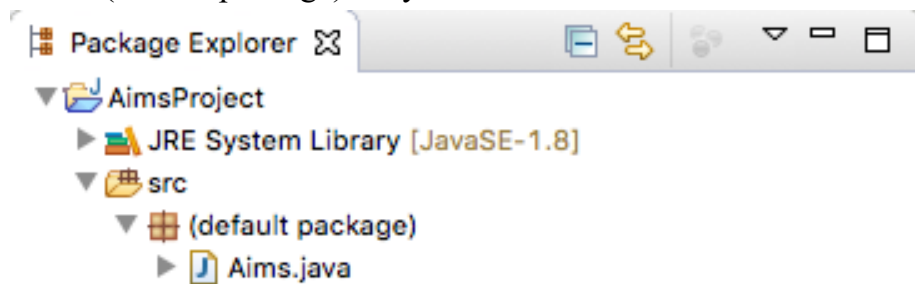 Package Explorer
AimsProject
JRE System Library [JavaSE-1.8]
src
(default package)
Aims.java